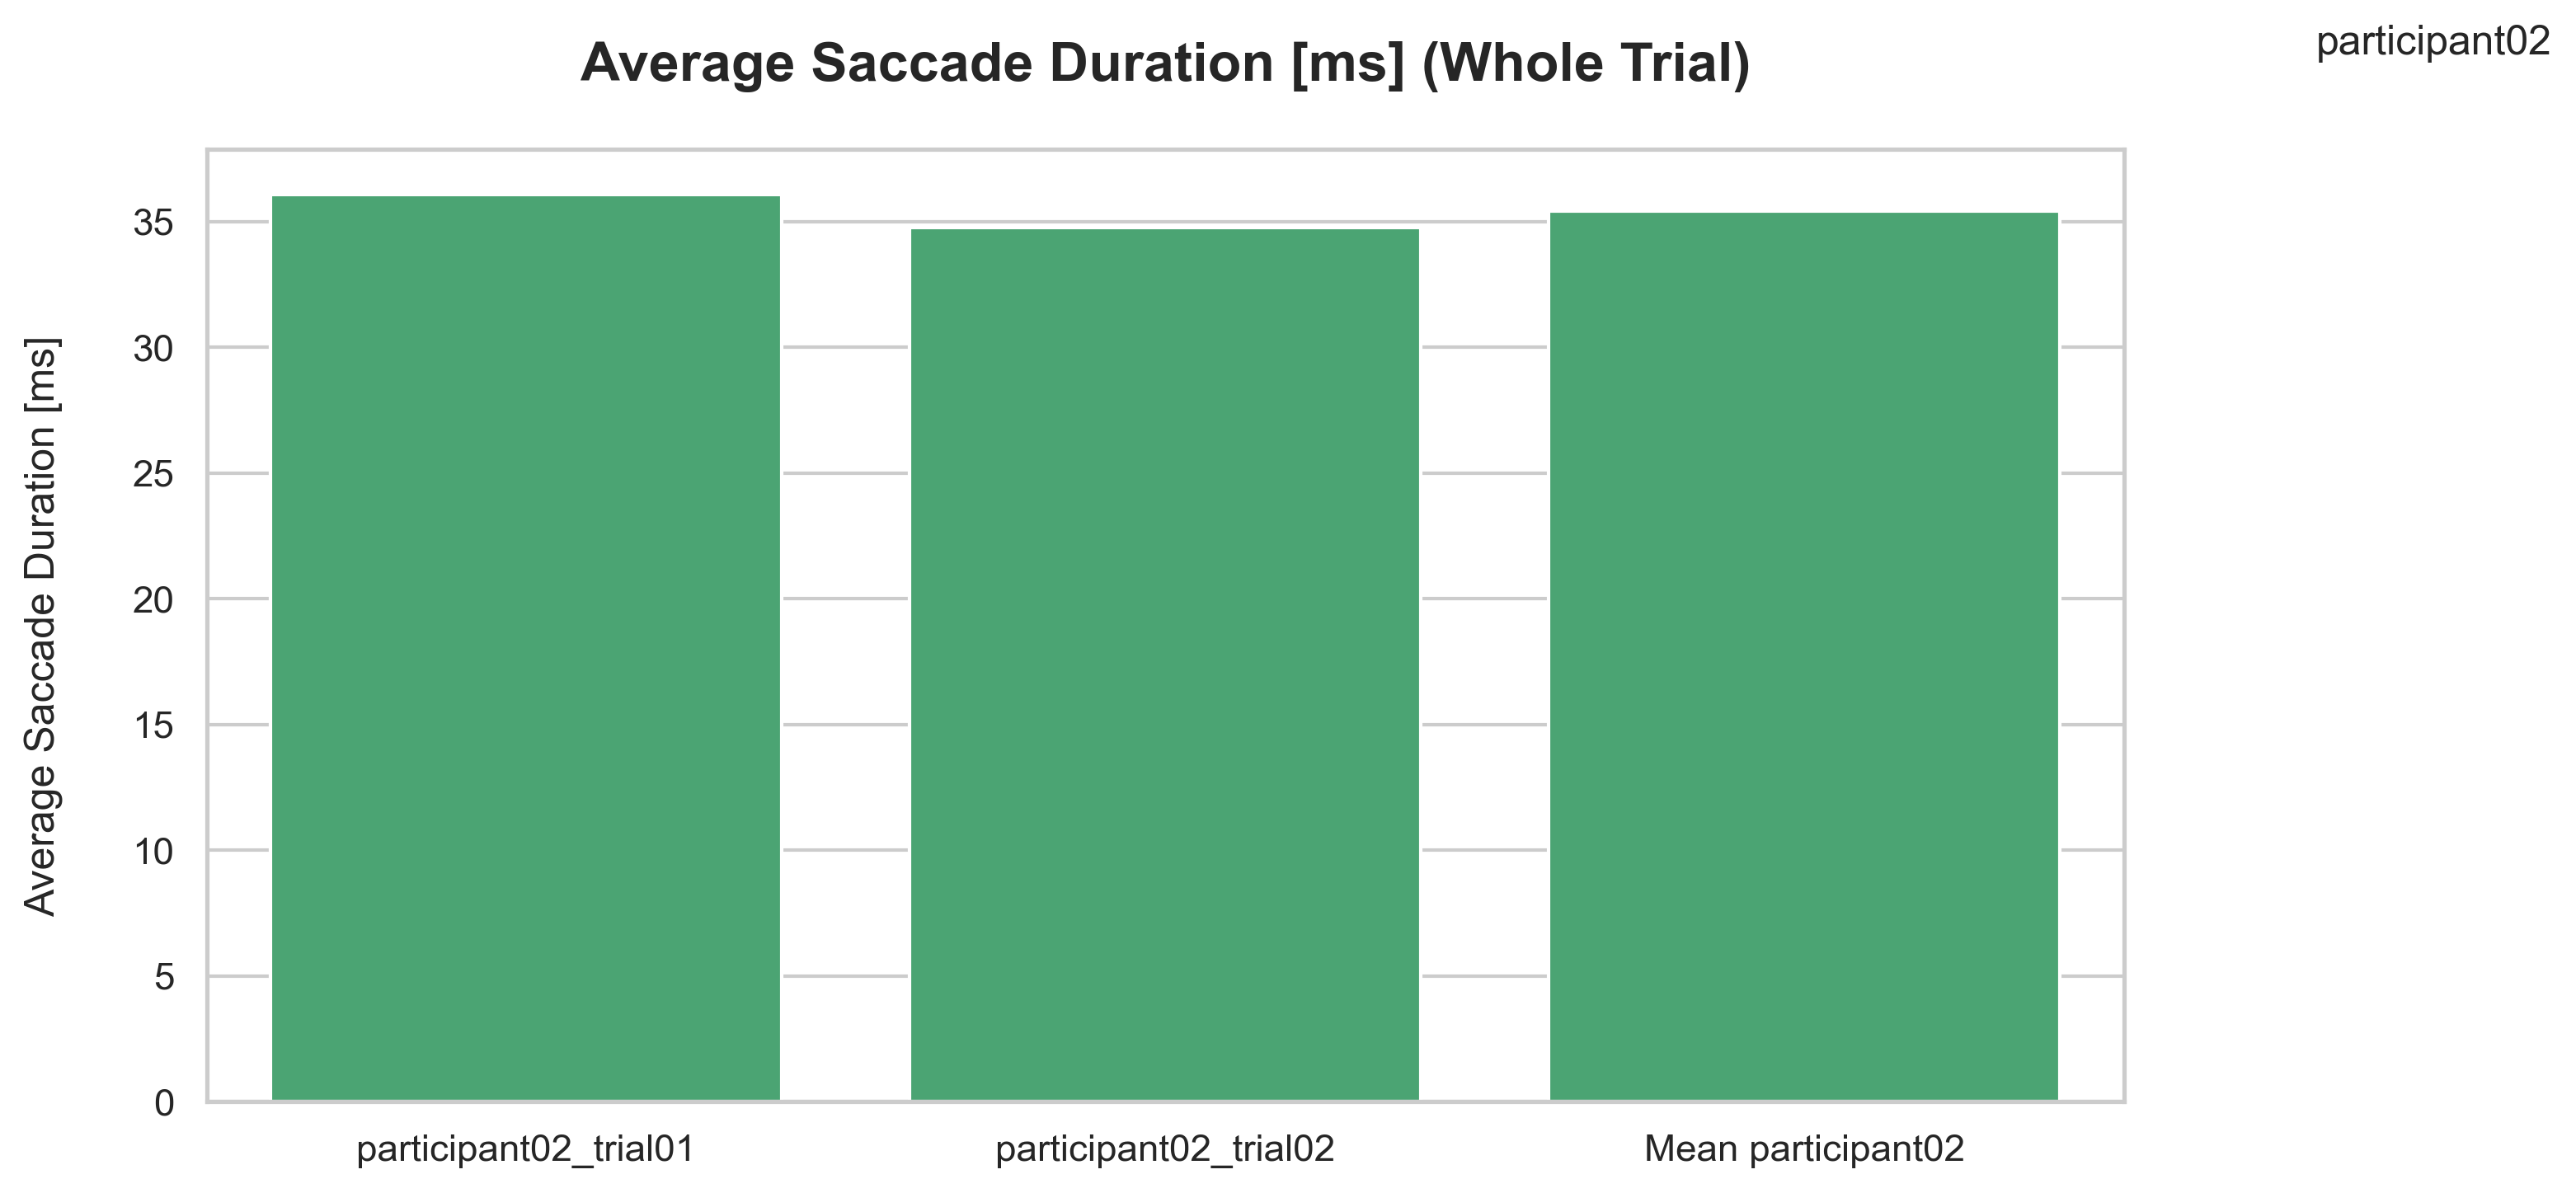 participant02
Average Saccade Duration [ms] (Whole Trial)
Average Saccade Duration [ms]
35
30
25
20
15
10
5
0
participant02_trial01
participant02_trial02
Mean participant02